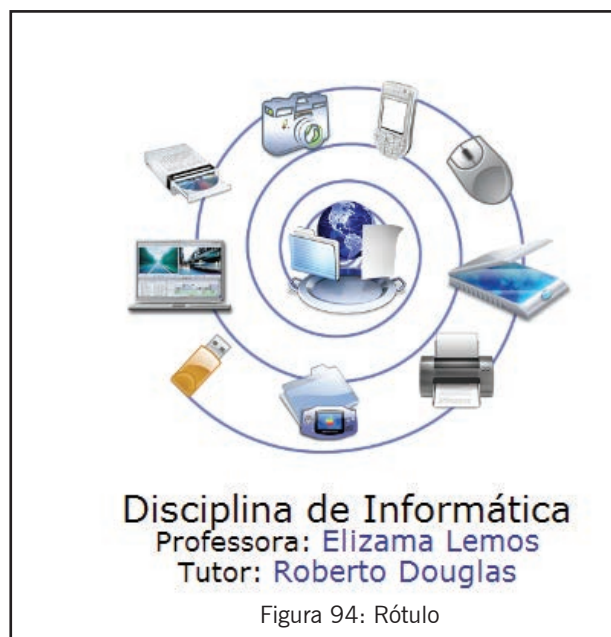 Disciplina de Informática
Professora: Elizama Lemos
Tutor: Roberto Douglas
Figura 94: Rótulo